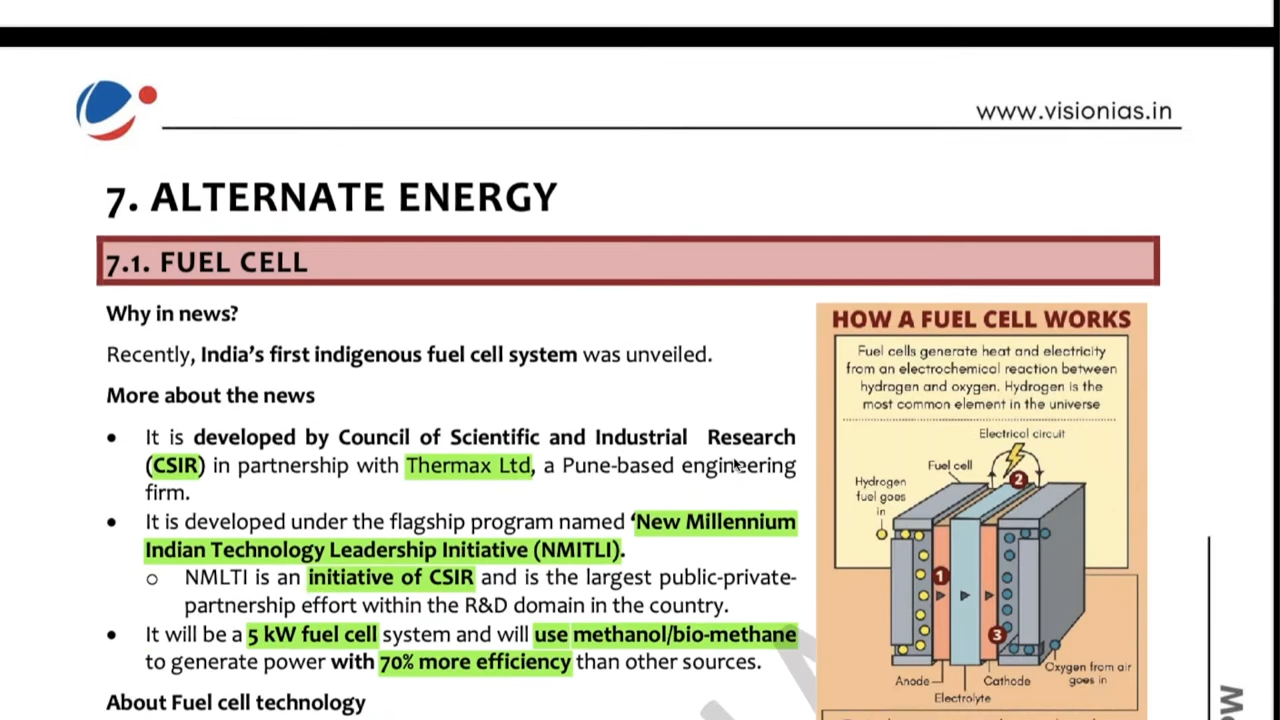 www.visionias.in
7. ALTERNATE ENERGY
7.1. FUEL CELL
Why in news?
Recently, India's first indigenous fuel cell system was unveiled.
More about the news
• It is developed by Council of Scientific and Industrial Research
(CSIR) in partnership with Thermax Ltd, a Pune-based engineering
firm.
• It is developed under the flagship program named 'New Millennium
Indian Technology Leadership Initiative (NMITLI).
o NMLTI is an initiative of CSIR and is the largest public-private-
partnership effort within the R&D domain in the country.
• It will be a 5 kW fuel cell system and will use methanol/bio-methane
to generate power with 70% more efficiency than other sources.
About Fuel cell technology
HOW A FUEL CELL WORKS
Fuel cells generate heat and electricity
from an electrochemical reaction between
hydrogen and oxygen. Hydrogen is the
most common element in the universe
Electrical circuit
Fuel cell
Hydrogen
fuel goes
in
2
1
3
Oxygen from air
goes in
Anode
Cathode
Electrolyte